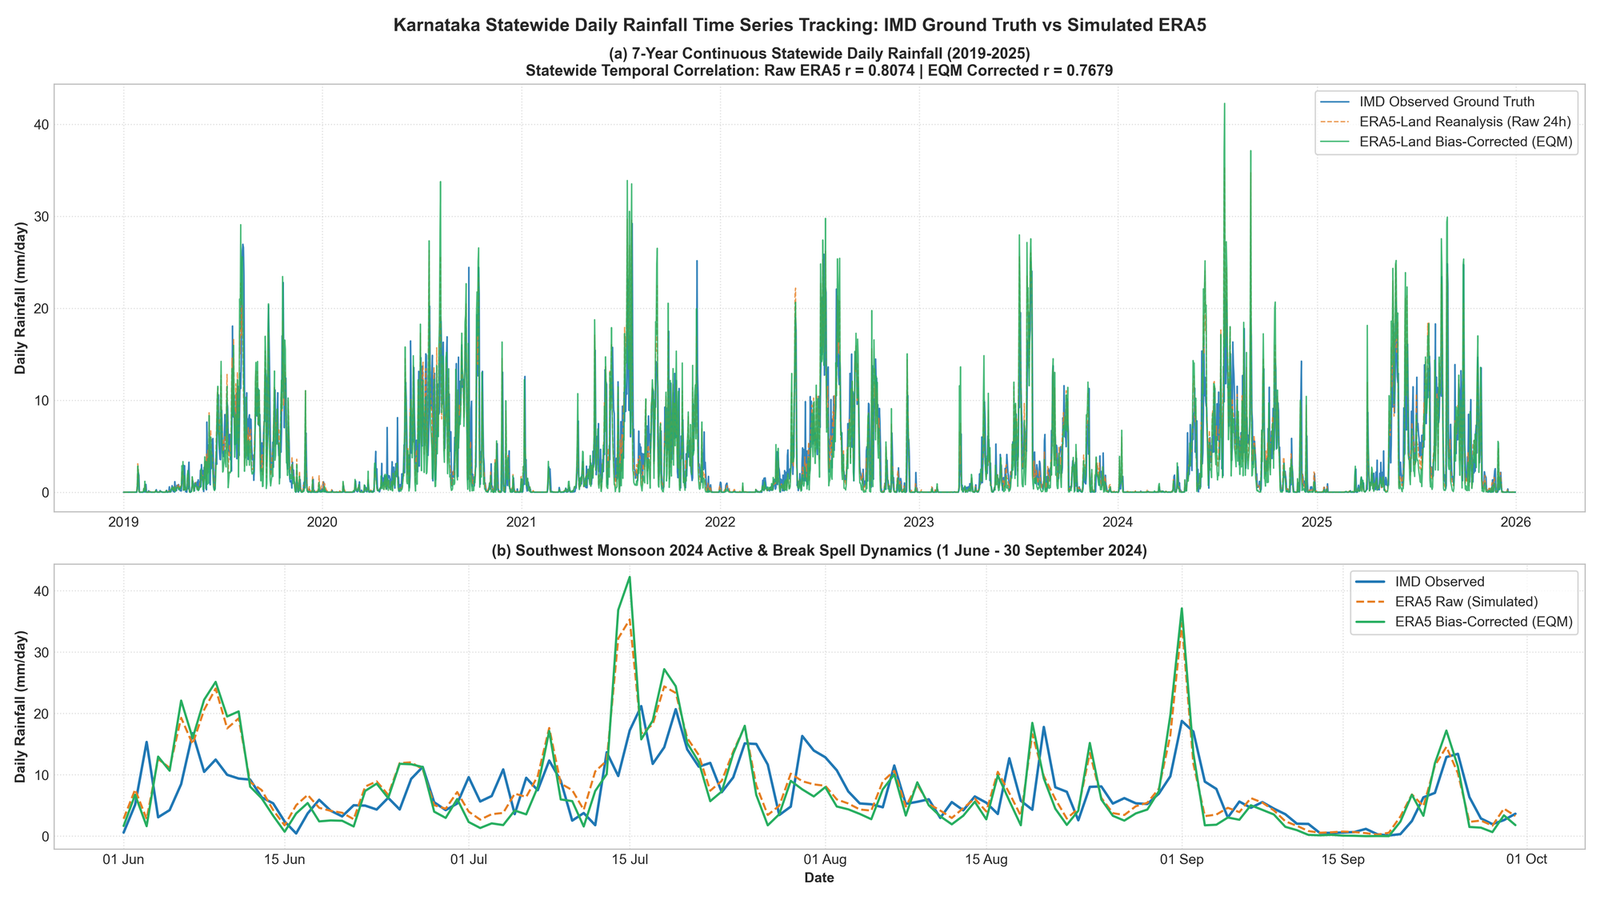 Karnataka Statewide Daily Rainfall Time Series Tracking: IMD Ground Truth vs Simulated ERA5
(a) 7-Year Continuous Statewide Daily Rainfall (2019-2025)
Statewide Temporal Correlation: Raw ERA5 r = 0.8074 | EQM Corrected r = 0.7679
IMD Observed Ground Truth
ERA5-Land Reanalysis (Raw 24h)
ERA5-Land Bias-Corrected (EQM)
Daily Rainfall (mm/day)
40
30
20
10
0
2019 2020 2021 2022 2023 2024 2025 2026
(b) Southwest Monsoon 2024 Active & Break Spell Dynamics (1 June - 30 September 2024)
IMD Observed
ERA5 Raw (Simulated)
ERA5 Bias-Corrected (EQM)
Daily Rainfall (mm/day)
40
30
20
10
0
01 Jun 15 Jun 01 Jul 15 Jul 01 Aug 15 Aug 01 Sep 15 Sep 01 Oct
Date